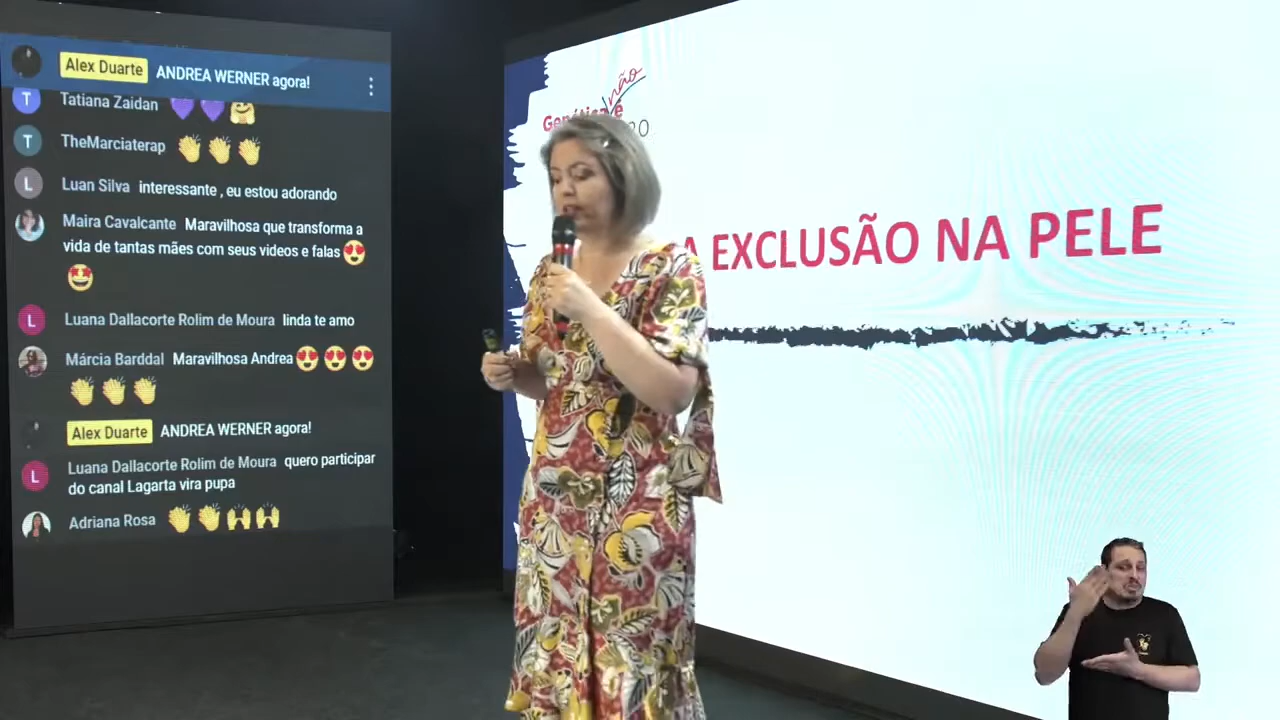 Alex Duarte ANDREA WERNER agora!
T Tatiana Zaidan 💜💜🤗
T TheMarciaterap 👏👏👏
L Luan Silva interessante , eu estou adorando
Maira Cavalcante Maravilhosa que transforma a
vida de tantas mães com seus videos e falas😍
🤩
L Luana Dallacorte Rolim de Moura linda te amo
Márcia Barddal Maravilhosa Andrea😍😍😍
👏👏👏
Alex Duarte ANDREA WERNER agora!
L Luana Dallacorte Rolim de Moura quero participar
do canal Lagarta vira pupa
Adriana Rosa 👏👏🙌🙌
não
é
A EXCLUSÃO NA PELE